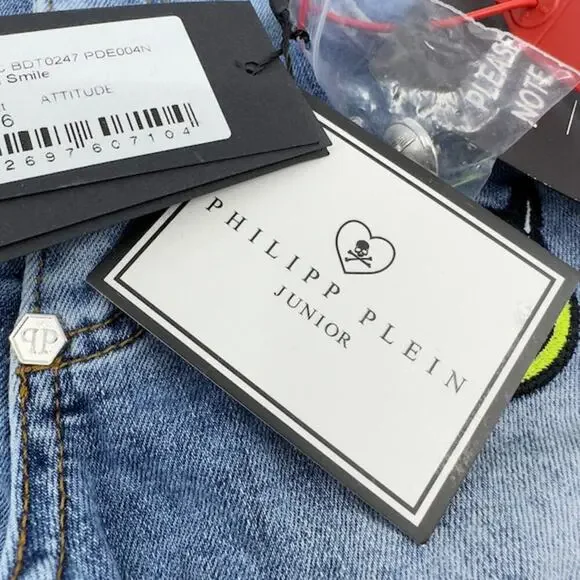 BDT0247 PDE004N
Smile
ATTITUDE
6
2697607104
PHILIPP PLEIN
JUNIOR
PLEASE
NOTE